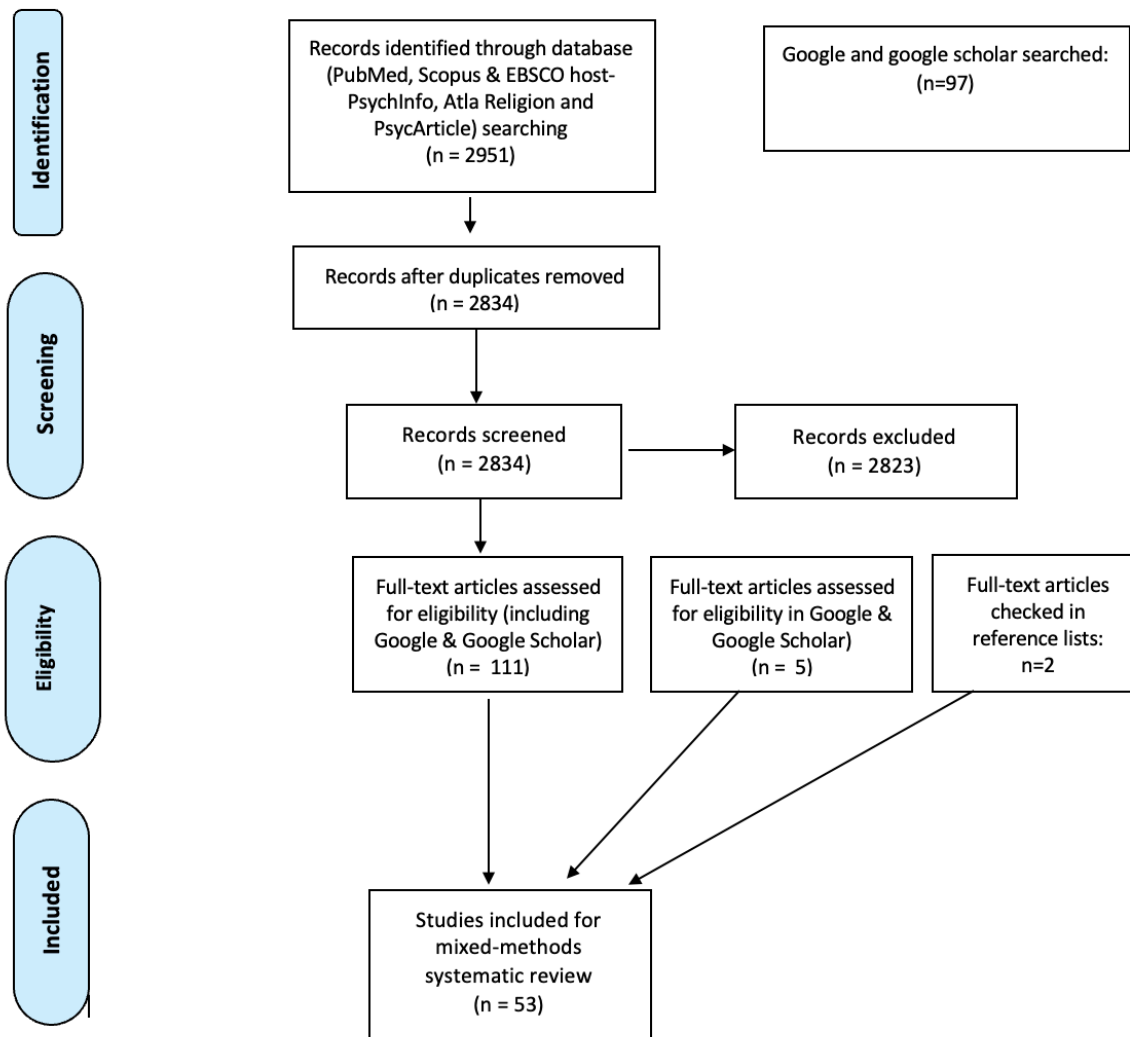 Identification
Records identified through database
(PubMed, Scopus & EBSCO host-
PsychInfo, Atla Religion and
PsycArticle) searching
(n = 2951)
Google and google scholar searched:
(n=97)
Records after duplicates removed
(n = 2834)
Screening
Records screened
(n = 2834)
Records excluded
(n = 2823)
Eligibility
Full-text articles assessed
for eligibility (including
Google & Google Scholar)
(n = 111)
Full-text articles assessed
for eligibility in Google &
Google Scholar)
(n = 5)
Full-text articles
checked in
reference lists:
n=2
Included
Studies included for
mixed-methods
systematic review
(n = 53)